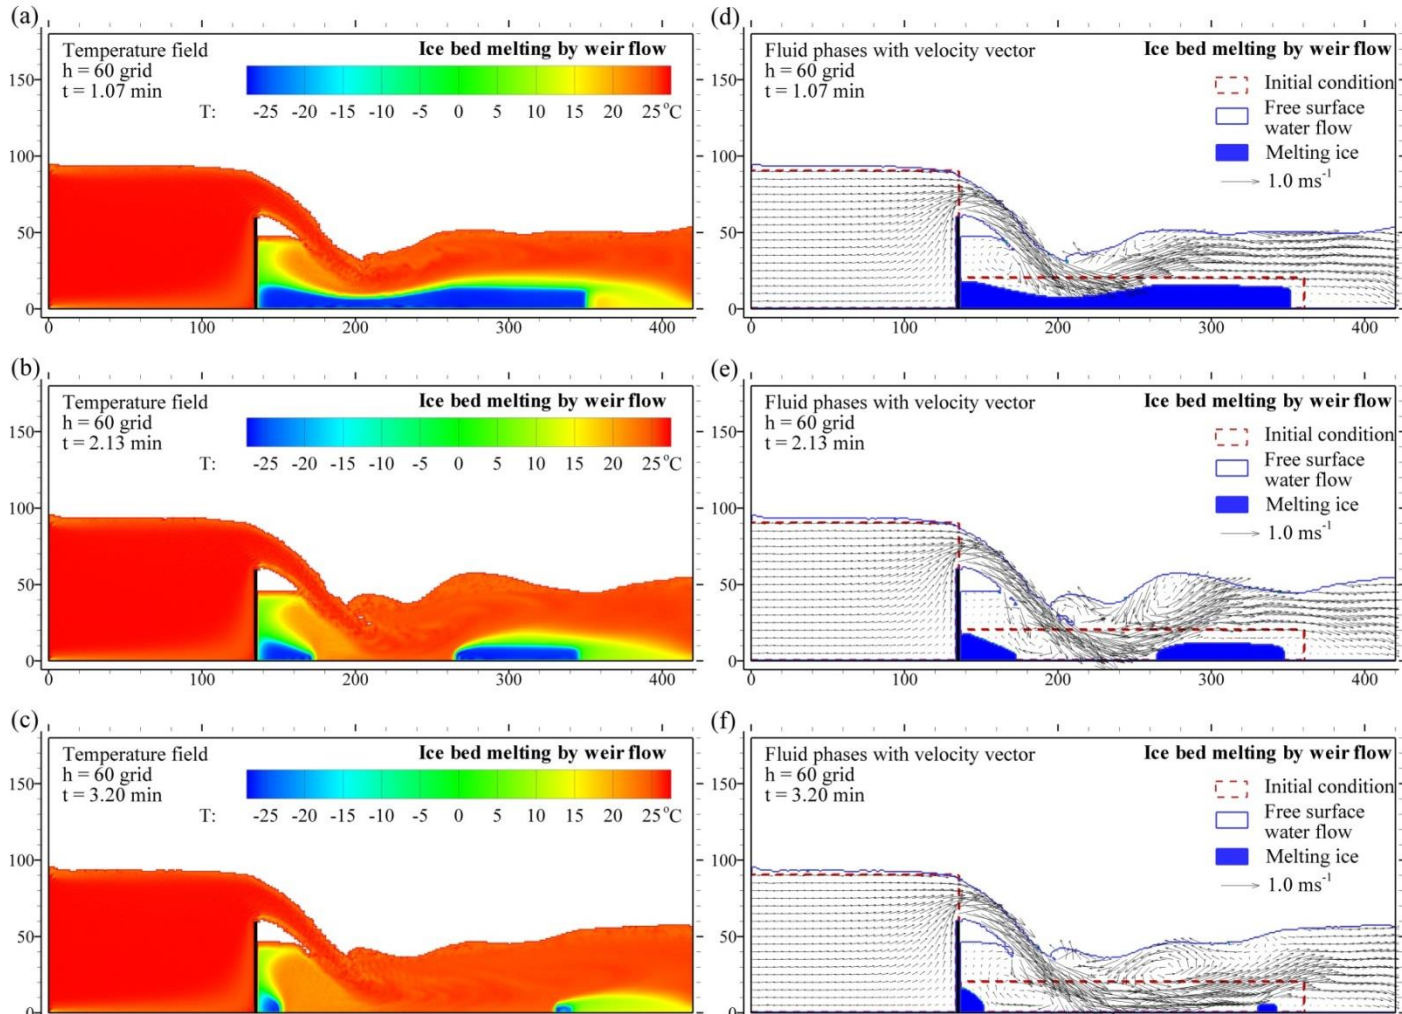 (a)
Temperature field
Ice bed melting by weir flow
h = 60 grid
t = 1.07 min
T: -25 -20 -15 -10 -5 0 5 10 15 20 25°C
150
100
50
0
0 100 200 300 400
(d)
Fluid phases with velocity vector
Ice bed melting by weir flow
h = 60 grid
t = 1.07 min
Initial condition
Free surface
water flow
Melting ice
1.0 ms⁻¹
150
100
50
0
0 100 200 300 400
(b)
Temperature field
Ice bed melting by weir flow
h = 60 grid
t = 2.13 min
T: -25 -20 -15 -10 -5 0 5 10 15 20 25°C
150
100
50
0
0 100 200 300 400
(e)
Fluid phases with velocity vector
Ice bed melting by weir flow
h = 60 grid
t = 2.13 min
Initial condition
Free surface
water flow
Melting ice
1.0 ms⁻¹
150
100
50
0
0 100 200 300 400
(c)
Temperature field
Ice bed melting by weir flow
h = 60 grid
t = 3.20 min
T: -25 -20 -15 -10 -5 0 5 10 15 20 25°C
150
100
50
0
(f)
Fluid phases with velocity vector
Ice bed melting by weir flow
h = 60 grid
t = 3.20 min
Initial condition
Free surface
water flow
Melting ice
1.0 ms⁻¹
150
100
50
0